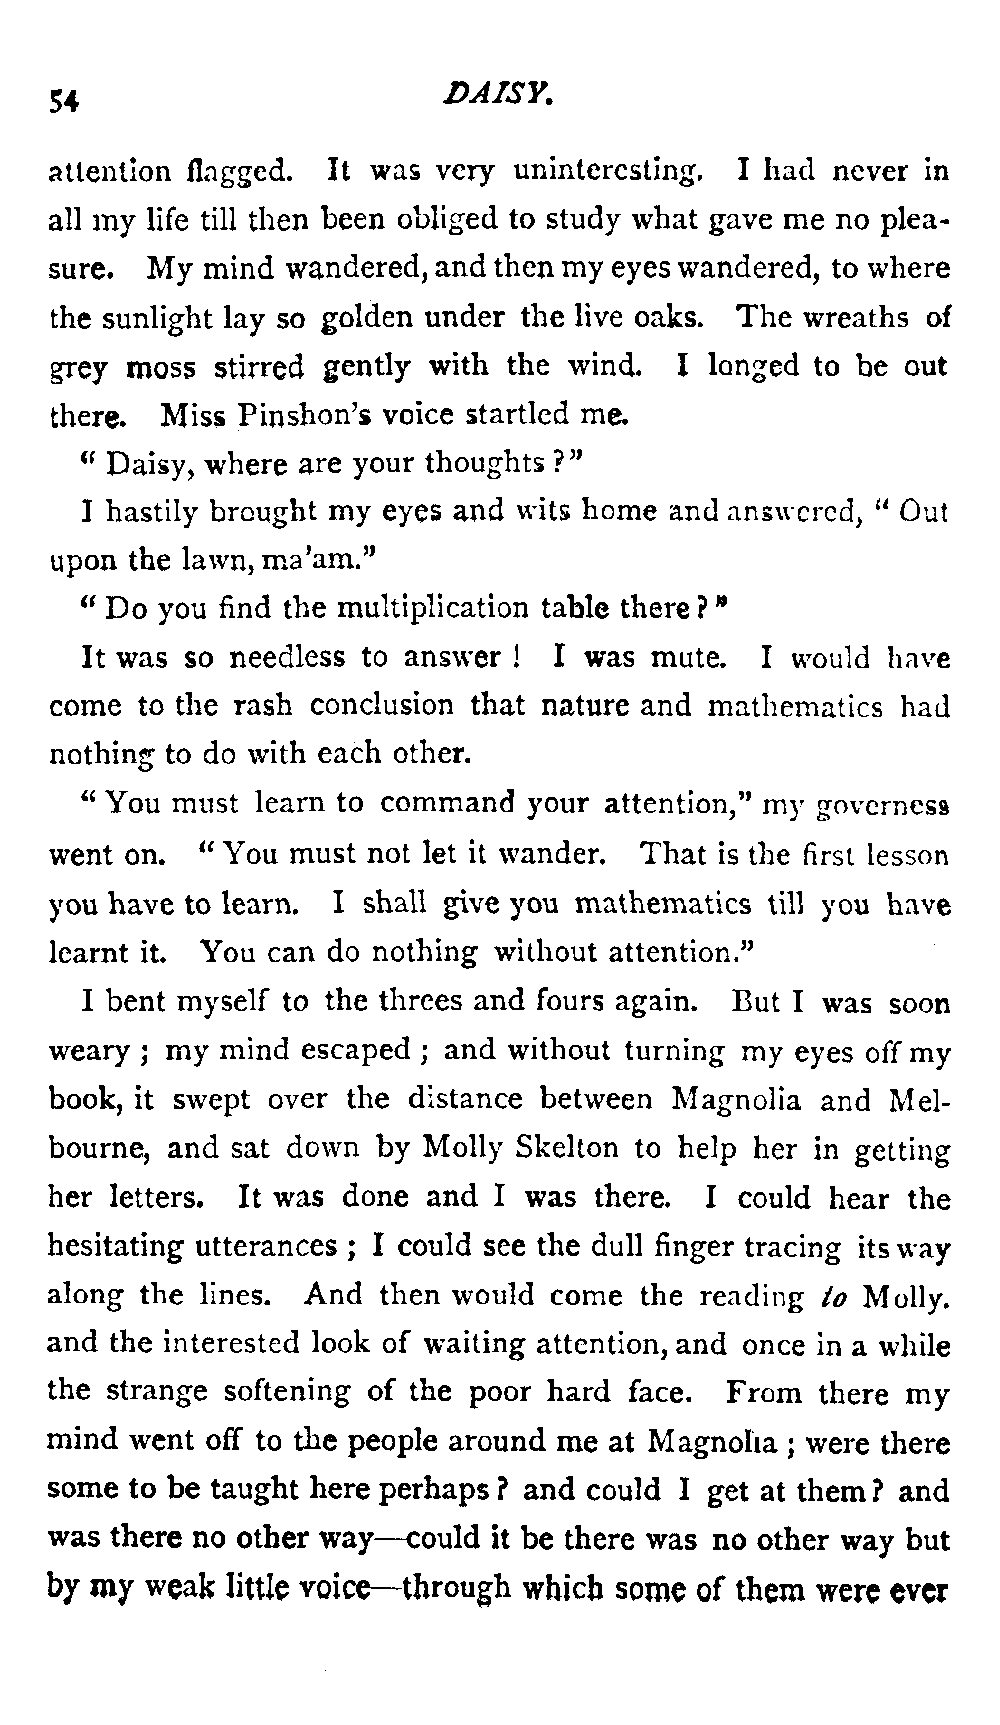 54 DAISY.
attention flagged. It was very uninteresting. I had never in
all my life till then been obliged to study what gave me no plea-
sure. My mind wandered, and then my eyes wandered, to where
the sunlight lay so golden under the live oaks. The wreaths of
grey moss stirred gently with the wind. I longed to be out
there. Miss Pinshon's voice startled me.
" Daisy, where are your thoughts ?"
I hastily brought my eyes and wits home and answered, " Out
upon the lawn, ma'am."
" Do you find the multiplication table there ? "
It was so needless to answer ! I was mute. I would have
come to the rash conclusion that nature and mathematics had
nothing to do with each other.
" You must learn to command your attention," my governess
went on. " You must not let it wander. That is the first lesson
you have to learn. I shall give you mathematics till you have
learnt it. You can do nothing without attention."
I bent myself to the threes and fours again. But I was soon
weary ; my mind escaped ; and without turning my eyes off my
book, it swept over the distance between Magnolia and Mel-
bourne, and sat down by Molly Skelton to help her in getting
her letters. It was done and I was there. I could hear the
hesitating utterances ; I could see the dull finger tracing its way
along the lines. And then would come the reading to Molly.
and the interested look of waiting attention, and once in a while
the strange softening of the poor hard face. From there my
mind went off to the people around me at Magnolia ; were there
some to be taught here perhaps ? and could I get at them ? and
was there no other way—could it be there was no other way but
by my weak little voice—through which some of them were ever